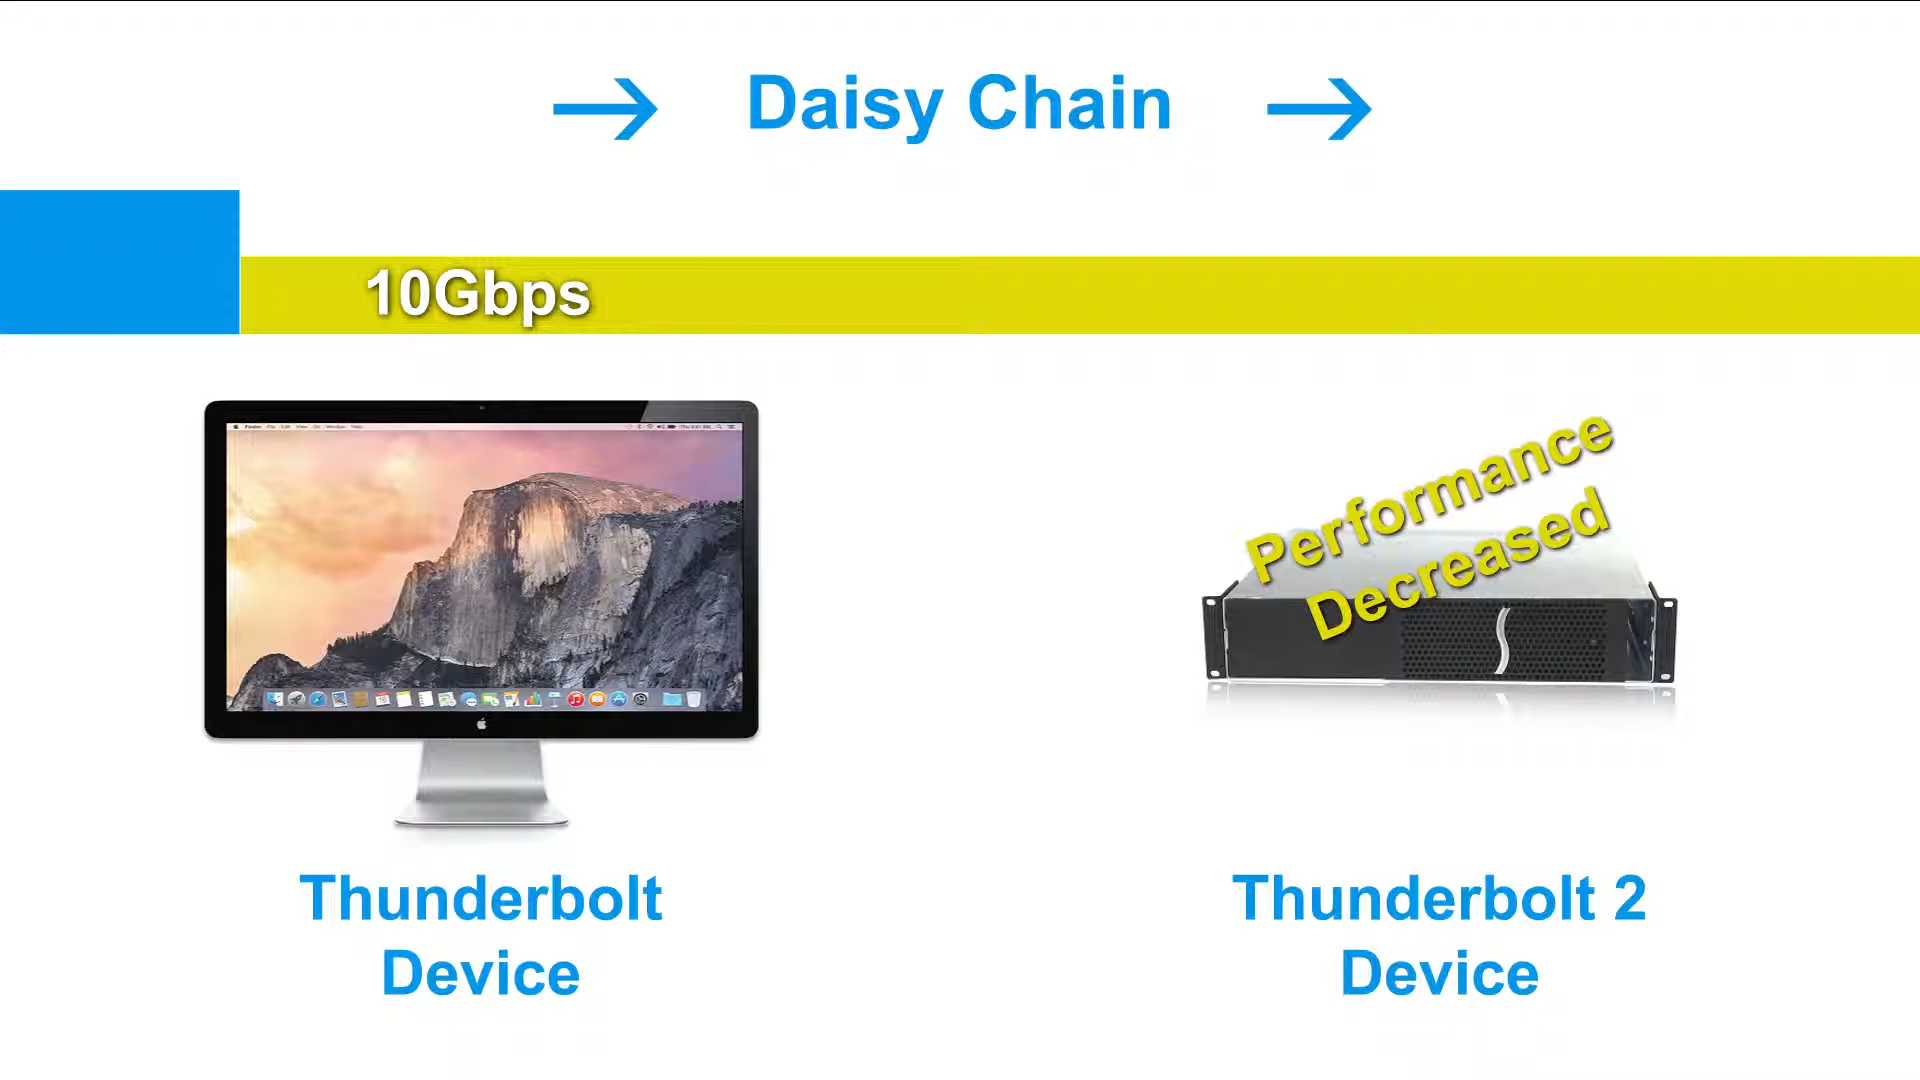 Daisy Chain
10Gbps
Performance
Decreased
Thunderbolt
Device
Thunderbolt 2
Device